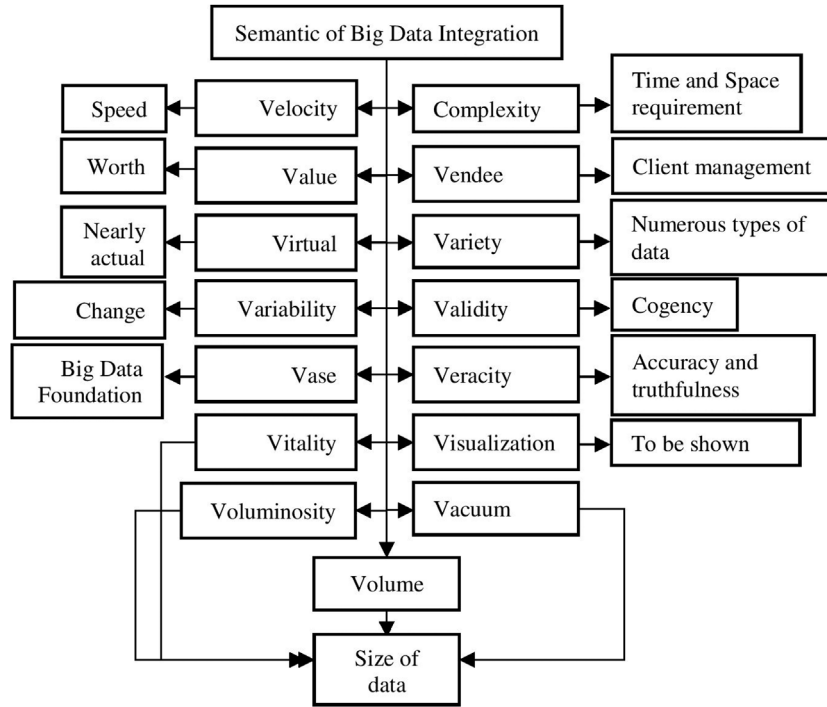 Semantic of Big Data Integration
Speed
Velocity
Complexity
Time and Space
requirement
Worth
Value
Vendee
Client management
Nearly
actual
Virtual
Variety
Numerous types of
data
Change
Variability
Validity
Cogency
Big Data
Foundation
Vase
Veracity
Accuracy and
truthfulness
Vitality
Visualization
To be shown
Voluminosity
Vacuum
Volume
Size of
data